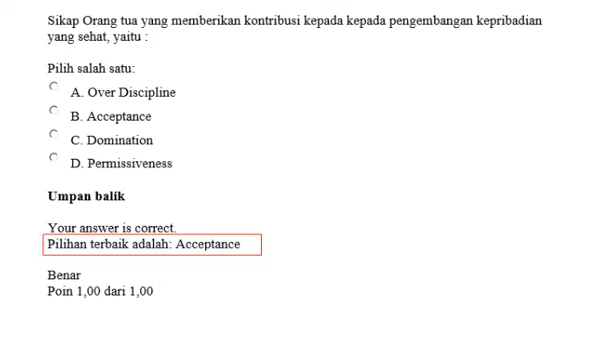 Sikap Orang tua yang memberikan kontribusi kepada kepada pengembangan kepribadian
yang sehat, yaitu :
Pilih salah satu:
A. Over Discipline
B. Acceptance
C. Domination
D. Permissiveness
Umpan balik
Your answer is correct.
Pilihan terbaik adalah: Acceptance
Benar
Poin 1,00 dari 1,00